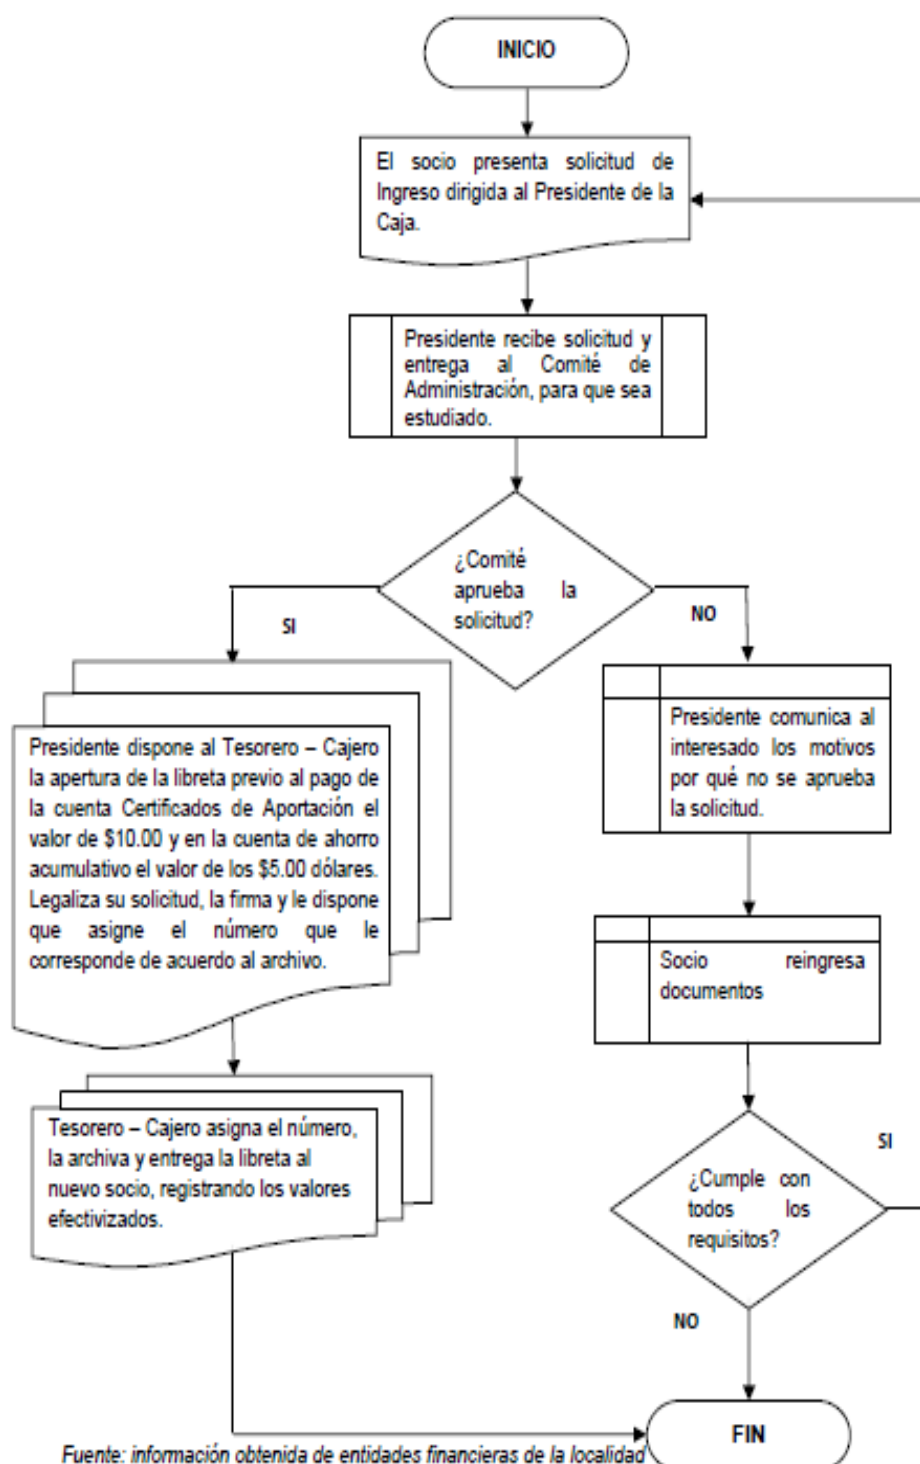 INICIO
El socio presenta solicitud de
Ingreso dirigida al Presidente de la
Caja.
Presidente recibe solicitud y
entrega al Comité de
Administración, para que sea
estudiado.
¿Comité
aprueba la
solicitud?
SI
NO
Presidente dispone al Tesorero – Cajero
la apertura de la libreta previo al pago de
la cuenta Certificados de Aportación el
valor de $10.00 y en la cuenta de ahorro
acumulativo el valor de los $5.00 dólares.
Legaliza su solicitud, la firma y le dispone
que asigne el número que le
corresponde de acuerdo al archivo.
Presidente comunica al
interesado los motivos
por qué no se aprueba
la solicitud.
Socio reingresa
documentos
Tesorero – Cajero asigna el número,
la archiva y entrega la libreta al
nuevo socio, registrando los valores
efectivizados.
¿Cumple con
todos los
requisitos?
SI
NO
FIN
Fuente: información obtenida de entidades financieras de la localidad